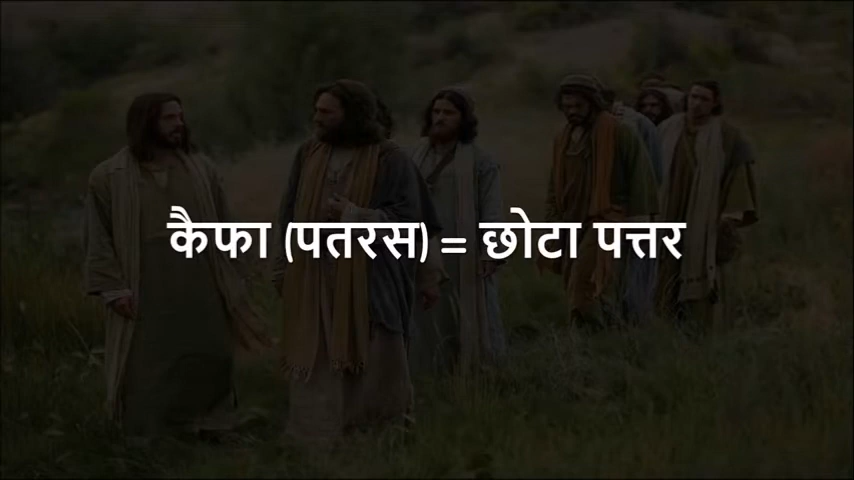 कैफा (पतरस) = छोटा पत्तर